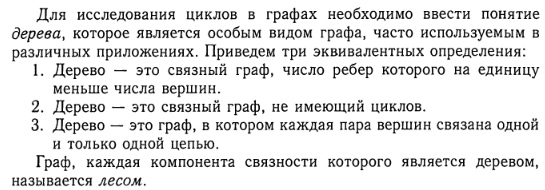 Для исследования циклов в графах необходимо ввести понятие
дерева, которое является особым видом графа, часто используемым в
различных приложениях. Приведем три эквивалентных определения:
1. Дерево — это связный граф, число ребер которого на единицу
меньше числа вершин.
2. Дерево — это связный граф, не имеющий циклов.
3. Дерево — это граф, в котором каждая пара вершин связана одной
и только одной цепью.
Граф, каждая компонента связности которого является деревом,
называется лесом.